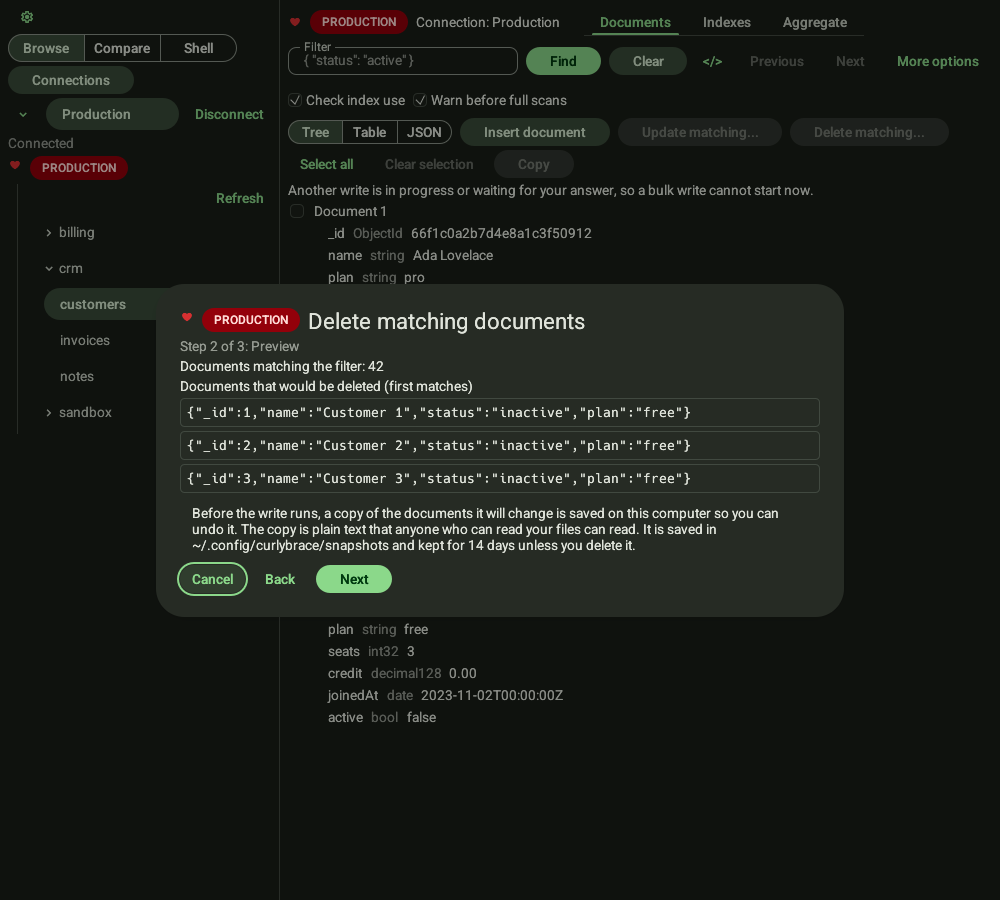 Browse Compare Shell
Connections
Production Disconnect
Connected
PRODUCTION
Refresh
billing
crm
customers
invoices
notes
sandbox
PRODUCTION Connection: Production Documents Indexes Aggregate
Filter
{ "status": "active" } Find Clear </> Previous Next More options
Check index use Warn before full scans
Tree Table JSON Insert document Update matching... Delete matching...
Select all Clear selection Copy
Another write is in progress or waiting for your answer, so a bulk write cannot start now.
Document 1
_id ObjectId 66f1c0a2b7d4e8a1c3f50912
name string Ada Lovelace
plan string pro
PRODUCTION Delete matching documents
Step 2 of 3: Preview
Documents matching the filter: 42
Documents that would be deleted (first matches)
{"_id":1,"name":"Customer 1","status":"inactive","plan":"free"}
{"_id":2,"name":"Customer 2","status":"inactive","plan":"free"}
{"_id":3,"name":"Customer 3","status":"inactive","plan":"free"}
Before the write runs, a copy of the documents it will change is saved on this computer so you can
undo it. The copy is plain text that anyone who can read your files can read. It is saved in
~/.config/curlybrace/snapshots and kept for 14 days unless you delete it.
Cancel Back Next
plan string free
seats int32 3
credit decimal128 0.00
joinedAt date 2023-11-02T00:00:00Z
active bool false